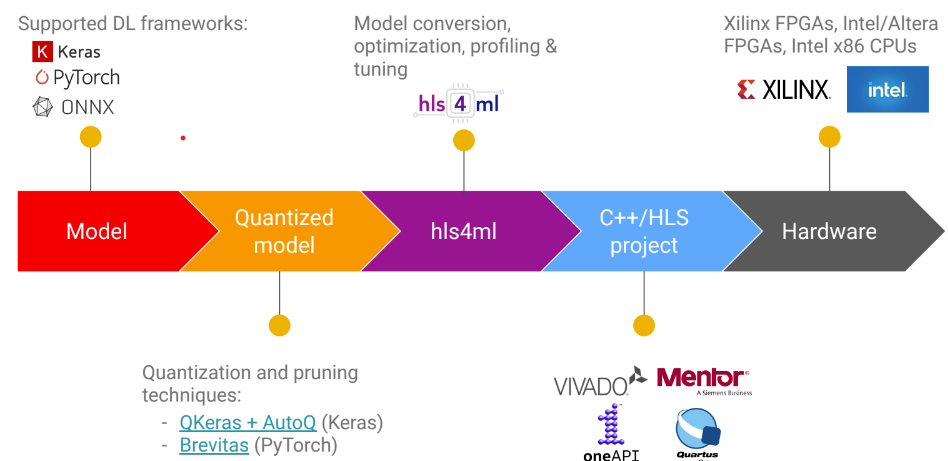 Supported DL frameworks:
K Keras
PyTorch
ONNX
Model conversion,
optimization, profiling &
tuning
hls 4 ml
Xilinx FPGAs, Intel/Altera
FPGAs, Intel x86 CPUs
XILINX
intel
Model
Quantized
model
hls4ml
C++/HLS
project
Hardware
Quantization and pruning
techniques:
- QKeras + AutoQ (Keras)
- Brevitas (PyTorch)
VIVADO
Mentor
A Siemens Business
oneAPI
Quartus